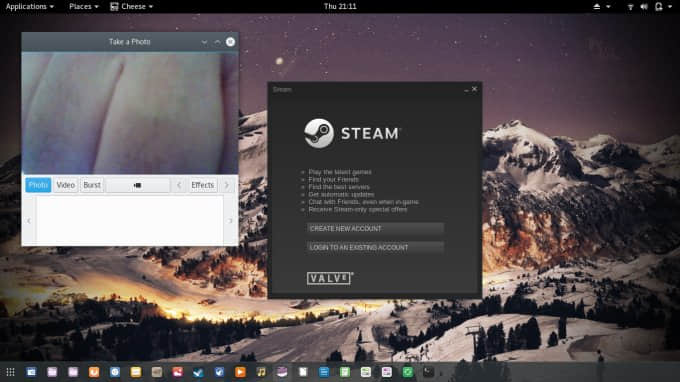 Applications
Places
Cheese
Thu 21:11
Take a Photo
Photo
Video
Burst
Effects
Steam
STEAM
Play the latest games
Find your Friends
Find the best servers
Get automatic updates
Chat with Friends, even when in-game
Receive Steam-only special offers
CREATE NEW ACCOUNT
LOGIN TO AN EXISTING ACCOUNT
VALVE